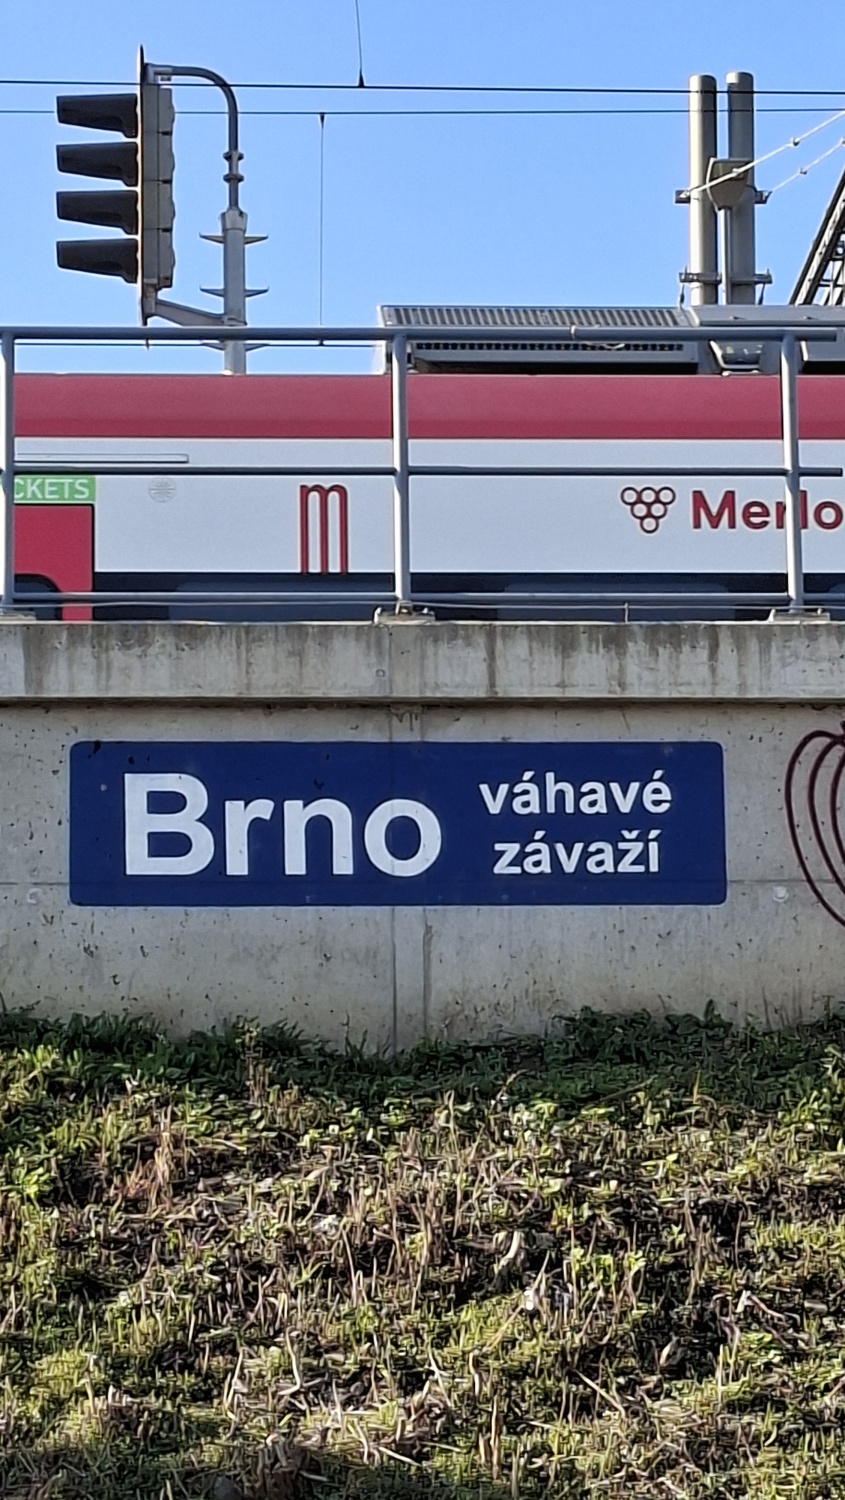 CKETS
m
Merlo
Brno
váhavé
závaží